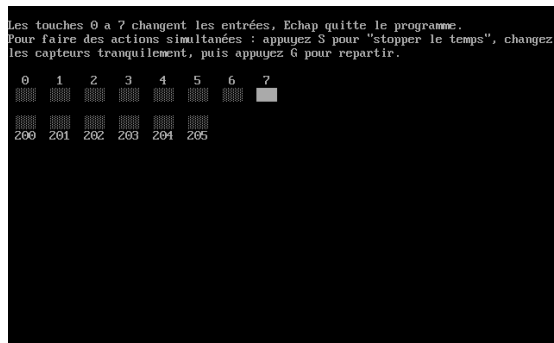 Les touches 0 a 7 changent les entrées, Echap quitte le programme.
Pour faire des actions simultanées : appuyez S pour "stopper le temps", changez
les capteurs tranquilement, puis appuyez G pour repartir.
0 1 2 3 4 5 6 7
200 201 202 203 204 205